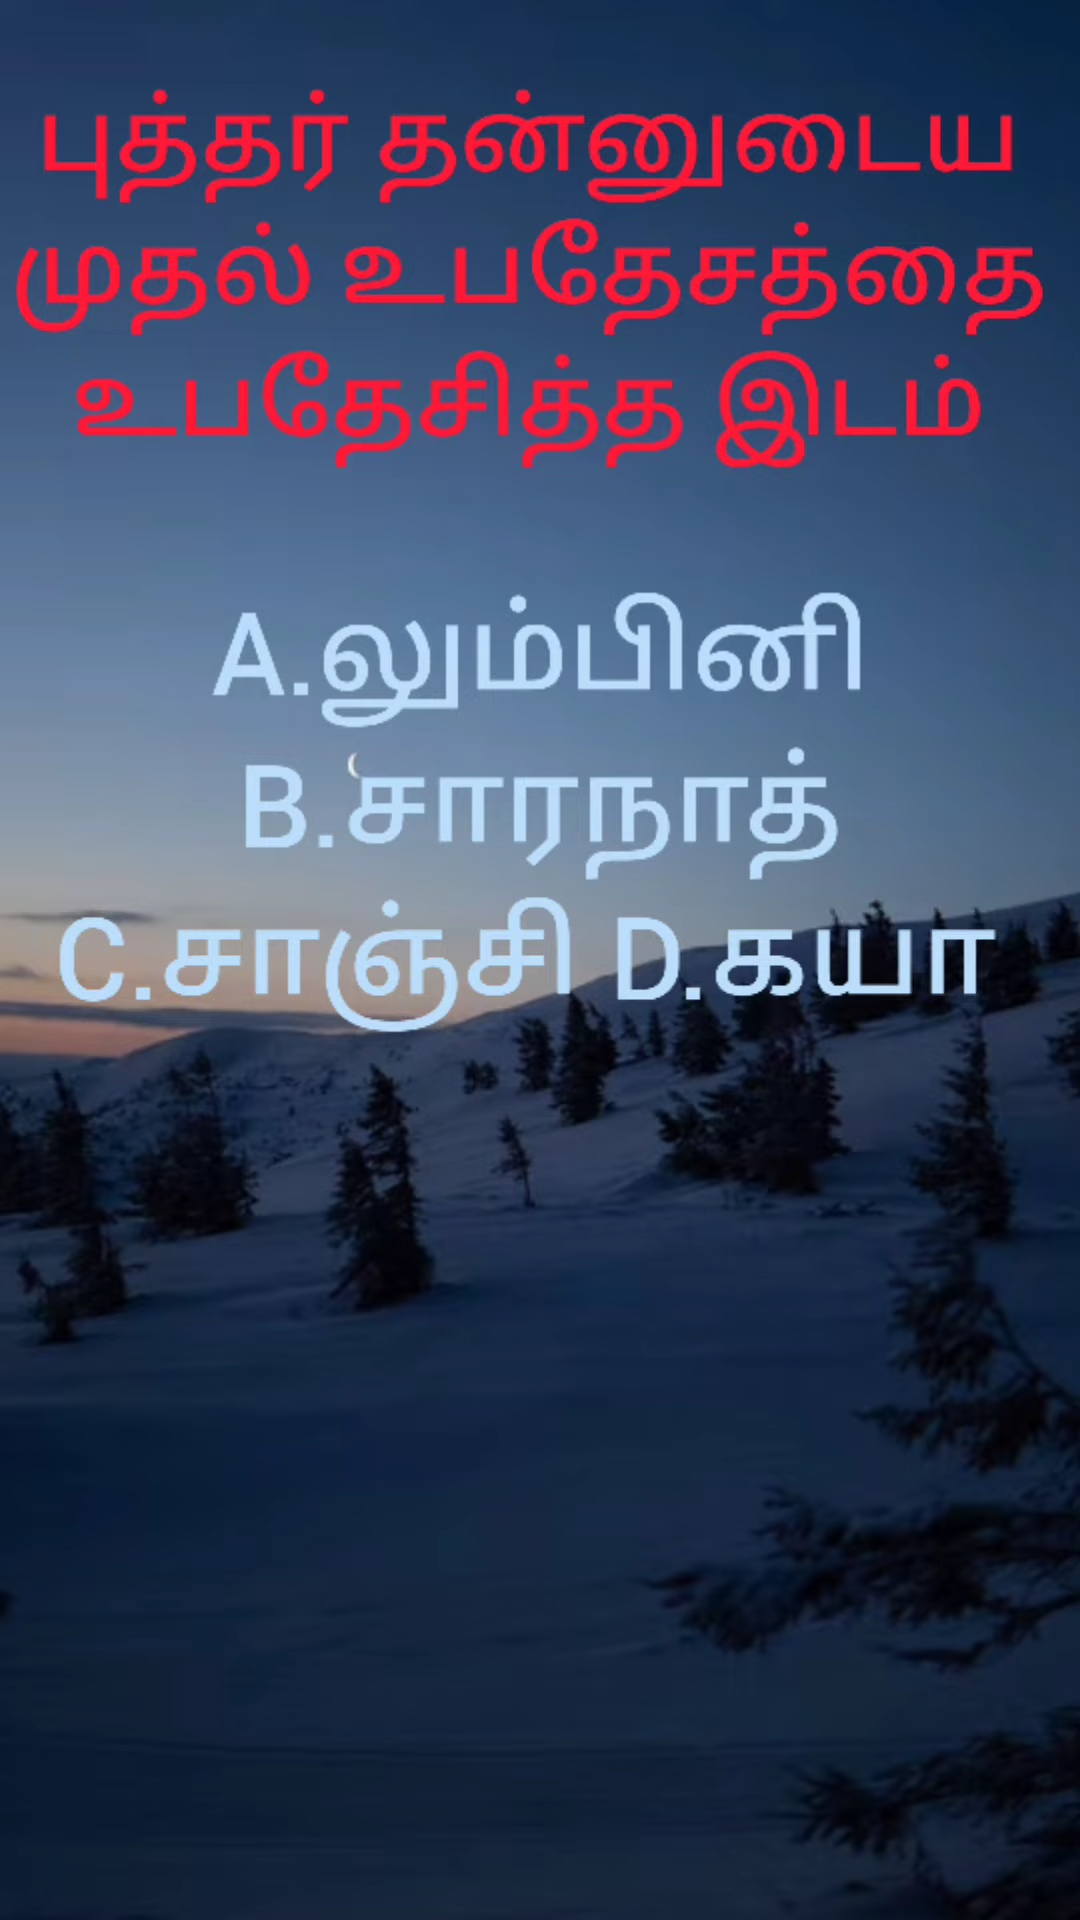 புத்தர் தன்னுடைய
முதல் உபதேசத்தை
உபதேசித்த இடம்
A.லும்பினி
B.சாரநாத்
C.சாஞ்சி D.கயா